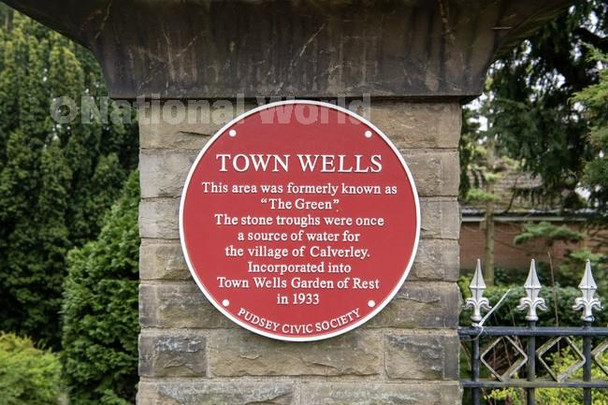 ©National World
TOWN WELLS
This area was formerly known as
“The Green”
The stone troughs were once
a source of water for
the village of Calverley.
Incorporated into
Town Wells Garden of Rest
in 1933
PUDSEY CIVIC SOCIETY